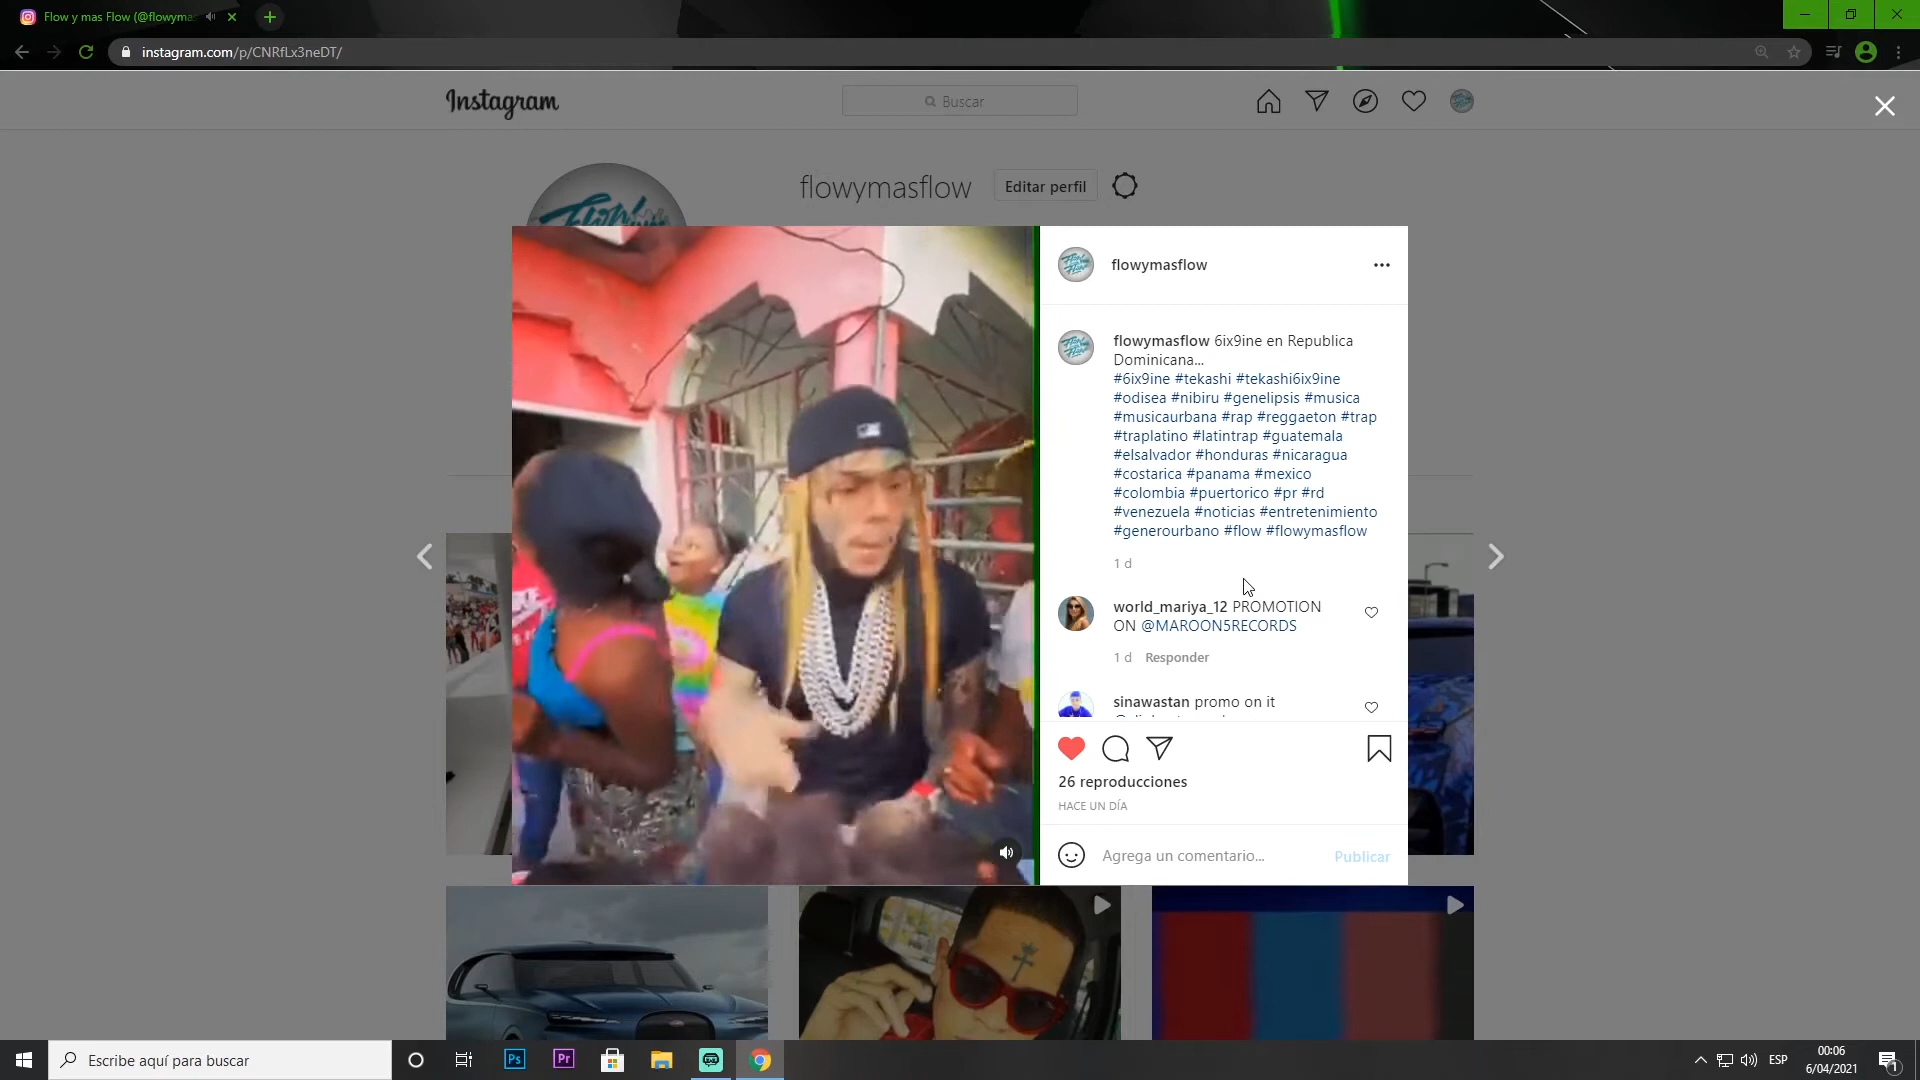 Flow y mas Flow (@flowyma
instagram.com/p/CNRfLx3neDT/
Instagram
Buscar
flowymasflow
Editar perfil
flowymasflow
flowymasflow 6ix9ine en Republica
Dominicana...
#6ix9ine #tekashi #tekashi6ix9ine
#odisea #nibiru #genelipsis #musica
#musicaurbana #rap #reggaeton #trap
#traplatino #latintrap #guatemala
#elsalvador #honduras #nicaragua
#costarica #panama #mexico
#colombia #puertorico #pr #rd
#venezuela #noticias #entretenimiento
#generourbano #flow #flowymasflow
1 d
world_mariya_12 PROMOTION
ON @MAROON5RECORDS
1 d Responder
sinawastan promo on it
26 reproducciones
HACE UN DÍA
Agrega un comentario...
Publicar
Escribe aquí para buscar
Ps
Pr
ESP
00:06
6/04/2021
1